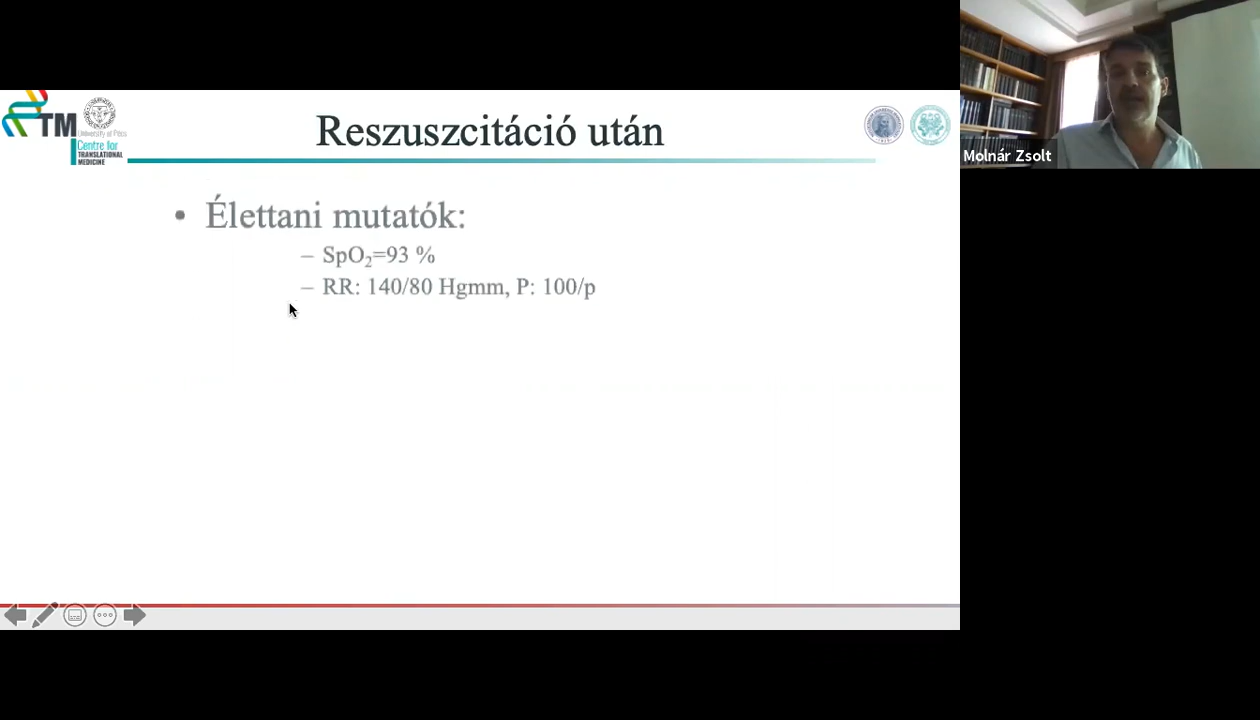 TM
University of Pécs
Centre for
TRANSLATIONAL
MEDICINE
Reszuszcitáció után
Molnár Zsolt
• Élettani mutatók:
– SpO₂=93 %
– RR: 140/80 Hgmm, P: 100/p